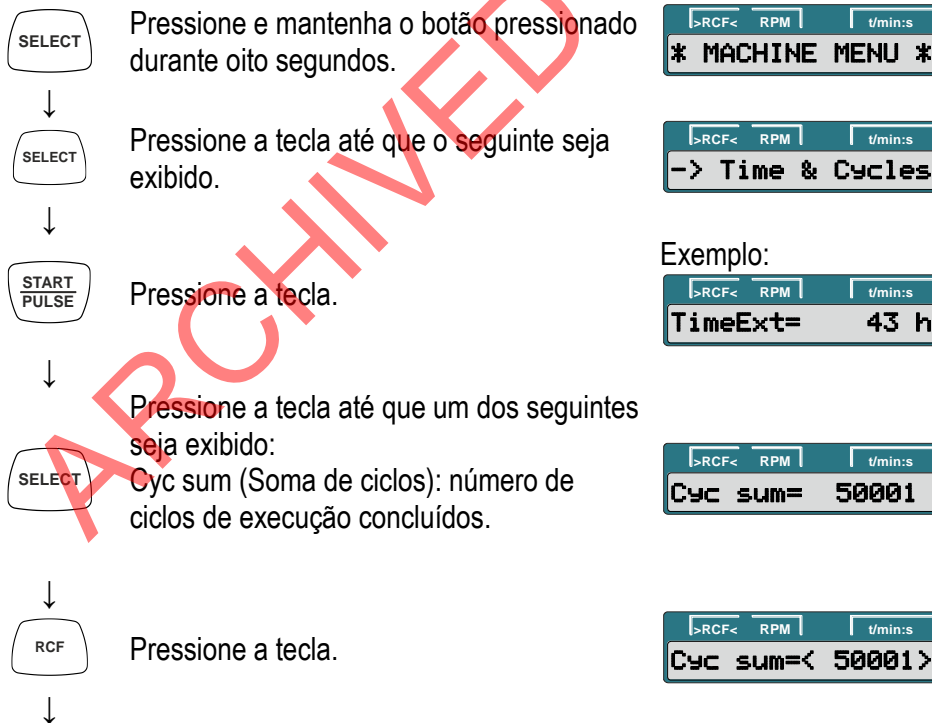 SELECT
Pressione e mantenha o botão pressionado
durante oito segundos.
>RCF< RPM t/min:s
* MACHINE MENU *
↓
SELECT
Pressione a tecla até que o seguinte seja
exibido.
>RCF< RPM t/min:s
-> Time & Cycles
↓
START
PULSE
Pressione a tecla.
Exemplo:
>RCF< RPM t/min:s
TimeExt= 43 h
↓
SELECT
Pressione a tecla até que um dos seguintes
seja exibido:
Cyc sum (Soma de ciclos): número de
ciclos de execução concluídos.
>RCF< RPM t/min:s
Cyc sum= 50001
↓
RCF
Pressione a tecla.
>RCF< RPM t/min:s
Cyc sum=< 50001>
↓
ARCHIVED